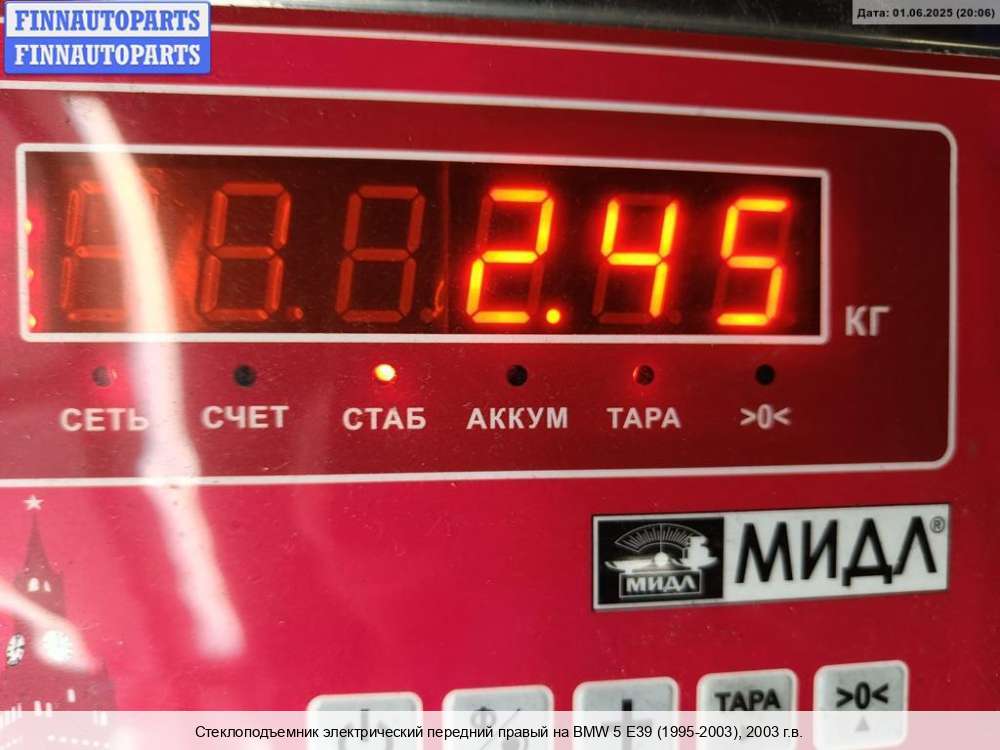 FINNAUTOPARTS
FINNAUTOPARTS
Дата: 01.06.2025 (20:06)
2.45
КГ
СЕТЬ СЧЕТ СТАБ АККУМ ТАРА >0<
МИДЛ МИДЛ®
ТАРА >0<
Стеклоподъемник электрический передний правый на BMW 5 E39 (1995-2003), 2003 г.в.